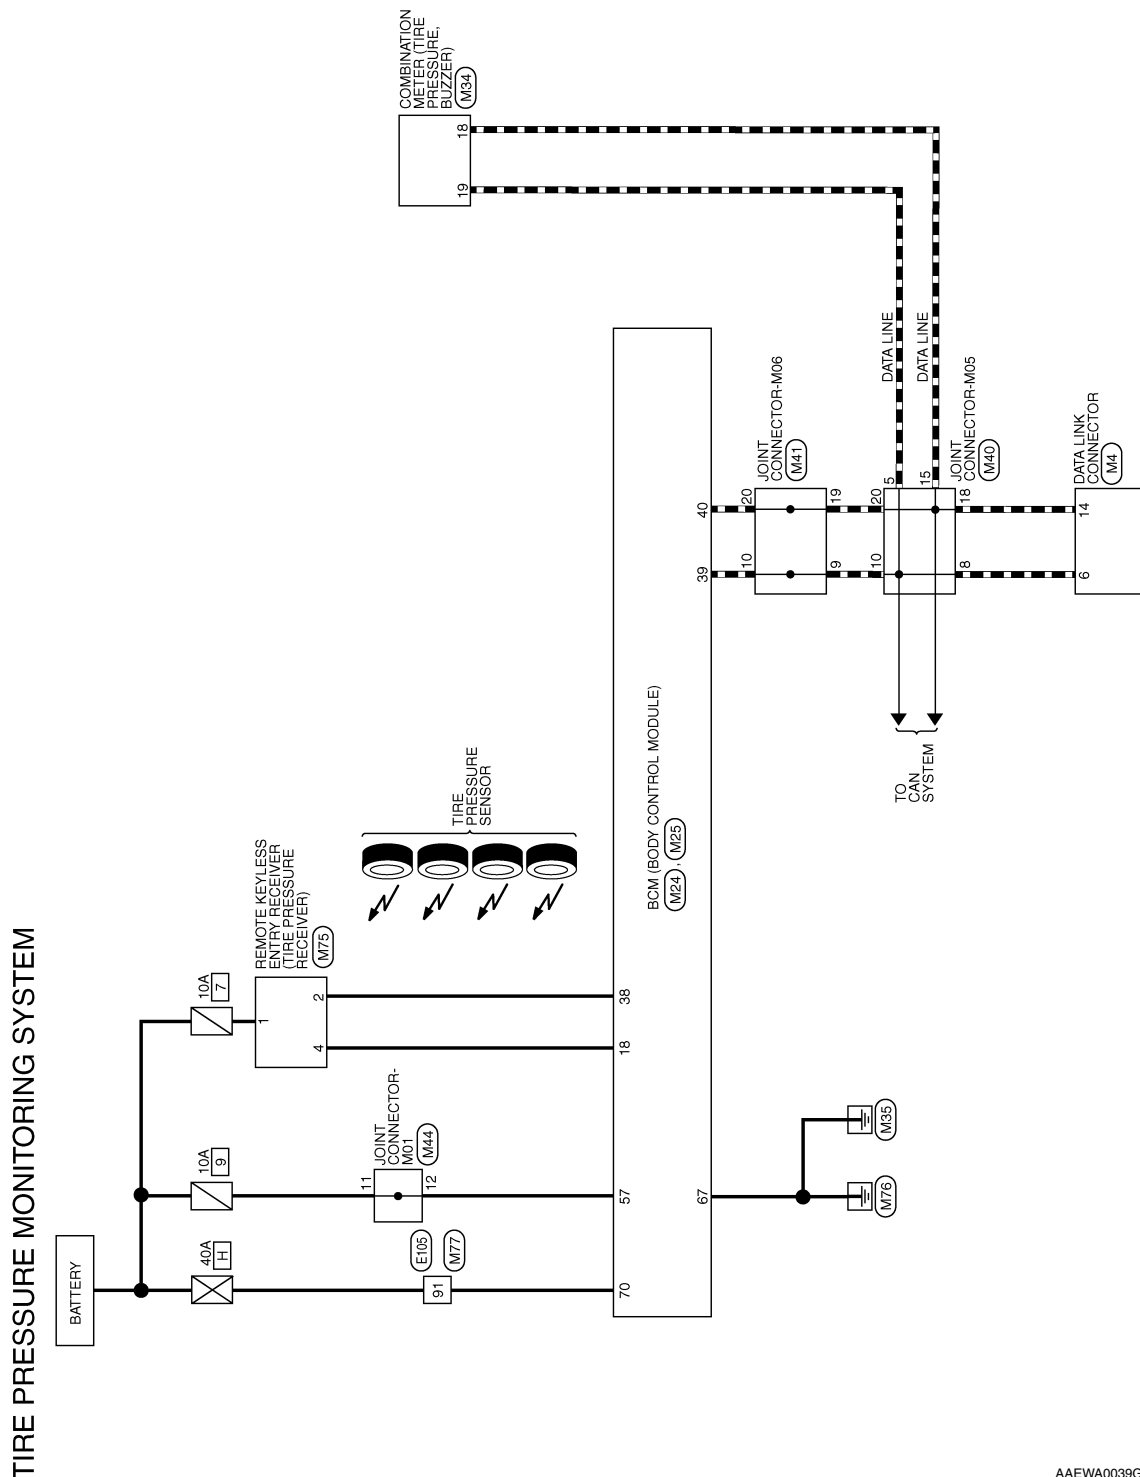 TIRE PRESSURE MONITORING SYSTEM
BATTERY
40A
H
10A
9
10A
7
E105
M77
91
JOINT
CONNECTOR-
M01
M44
11
12
REMOTE KEYLESS
ENTRY RECEIVER
(TIRE PRESSURE
RECEIVER)
M75
1
4
2
TIRE
PRESSURE
SENSOR
70
57
18
38
BCM (BODY CONTROL MODULE)
M24 , M25
67
39
40
M76
M35
COMBINATION
METER (TIRE
PRESSURE,
BUZZER)
M34
19
18
JOINT
CONNECTOR-M06
M41
10
20
9
19
DATA LINE
DATA LINE
JOINT
CONNECTOR-M05
M40
10
20
5
15
8
18
TO
CAN
SYSTEM
DATA LINK
CONNECTOR
M4
6
14
AAEWA0039G